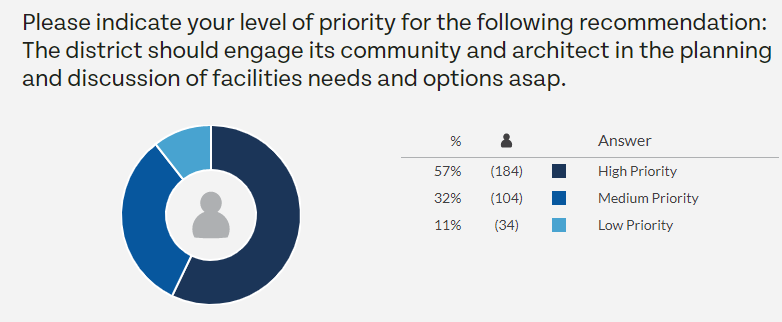 Please indicate your level of priority for the following recommendation:
The district should engage its community and architect in the planning
and discussion of facilities needs and options asap.
% Answer
57% (184) High Priority
32% (104) Medium Priority
11% (34) Low Priority